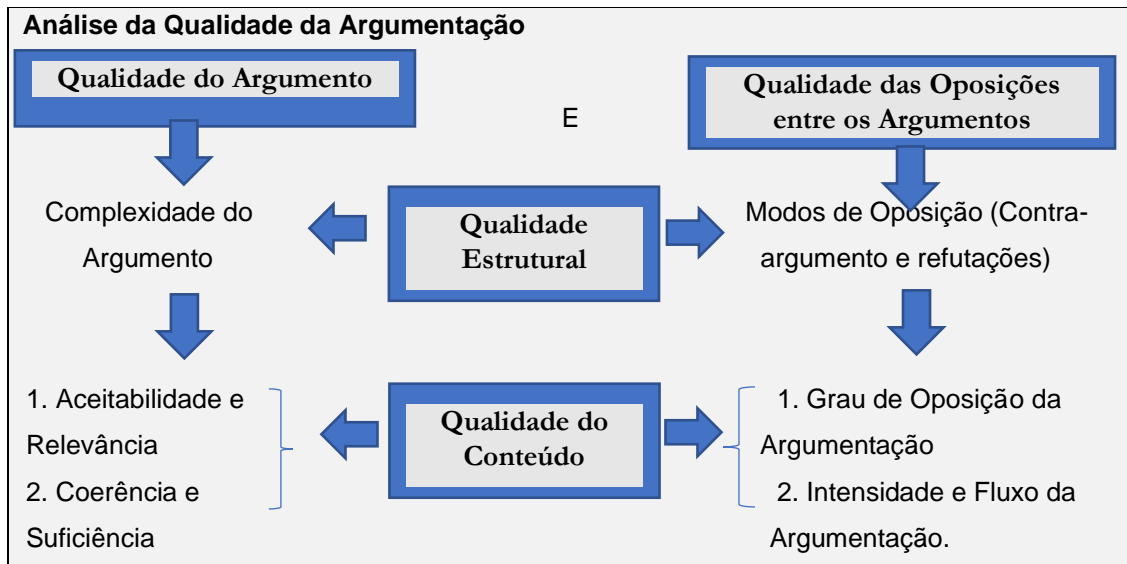 Análise da Qualidade da Argumentação
Qualidade do Argumento
E
Qualidade das Oposições
entre os Argumentos
Complexidade do
Argumento
Qualidade
Estrutural
Modos de Oposição (Contra-
argumento e refutações)
1. Aceitabilidade e
Relevância
2. Coerência e
Suficiência
Qualidade do
Conteúdo
1. Grau de Oposição da
Argumentação
2. Intensidade e Fluxo da
Argumentação.